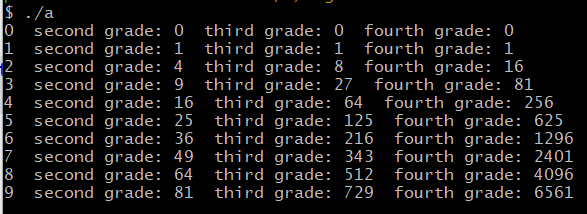 $ ./a
0 second grade: 0 third grade: 0 fourth grade: 0
1 second grade: 1 third grade: 1 fourth grade: 1
2 second grade: 4 third grade: 8 fourth grade: 16
3 second grade: 9 third grade: 27 fourth grade: 81
4 second grade: 16 third grade: 64 fourth grade: 256
5 second grade: 25 third grade: 125 fourth grade: 625
6 second grade: 36 third grade: 216 fourth grade: 1296
7 second grade: 49 third grade: 343 fourth grade: 2401
8 second grade: 64 third grade: 512 fourth grade: 4096
9 second grade: 81 third grade: 729 fourth grade: 6561